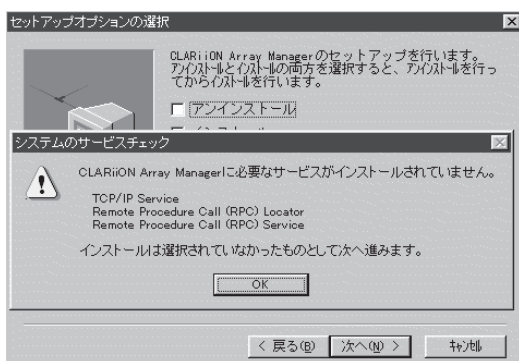 セットアップオプションの選択
CLARiiON Array Managerのセットアップを行います。
ｱﾝｲﾝｽﾄｰﾙとｲﾝｽﾄｰﾙの両方を選択すると、ｱﾝｲﾝｽﾄｰﾙを行っ
てからｲﾝｽﾄｰﾙを行います。
アンインストール
システムのサービスチェック
CLARiiON Array Managerに必要なサービスがインストールされていません。
TCP/IP Service
Remote Procedure Call (RPC) Locator
Remote Procedure Call (RPC) Service
インストールは選択されていなかったものとして次へ進みます。
OK
< 戻る(B)
次へ(N) >
ｷｬﾝｾﾙ